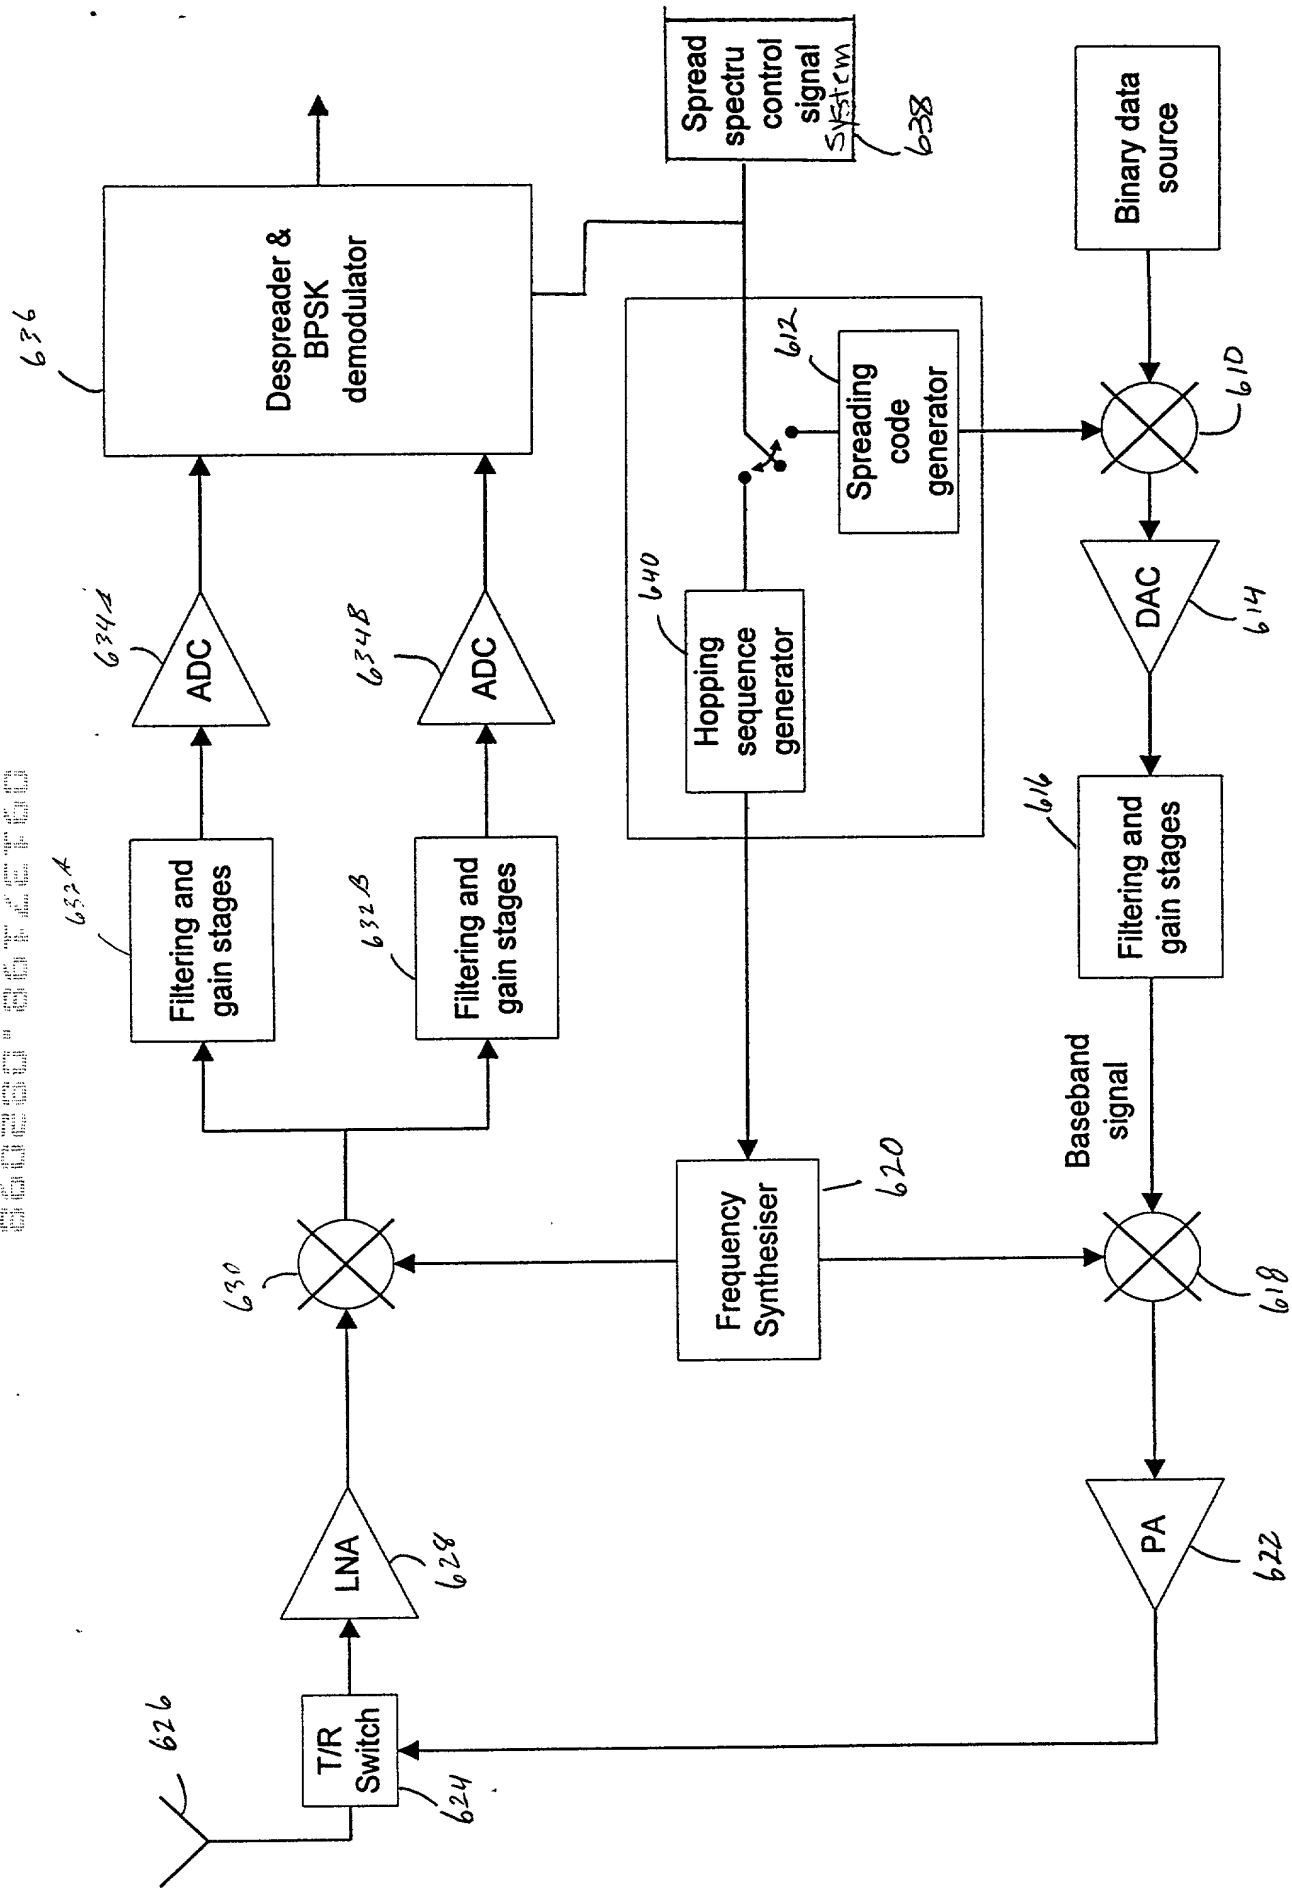 626
T/R
Switch
624
LNA
628
630
632A
Filtering and
gain stages
632B
Filtering and
gain stages
634A
ADC
634B
ADC
636
Despreader &
BPSK
demodulator
Frequency
Synthesiser
620
640
Hopping
sequence
generator
612
Spreading
code
generator
Spread
spectru
control
signal
system
638
PA
622
618
Baseband
signal
616
Filtering and
gain stages
DAC
614
610
Binary data
source